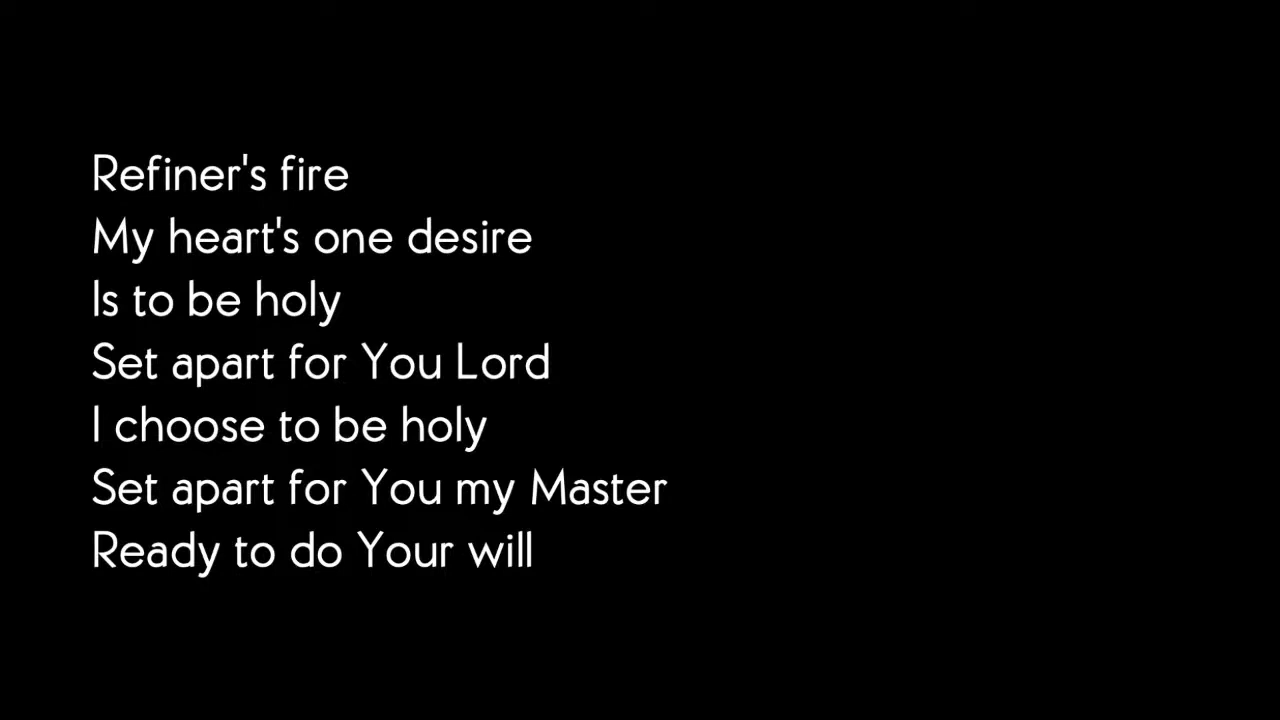 Refiner's fire
My heart's one desire
Is to be holy
Set apart for You Lord
I choose to be holy
Set apart for You my Master
Ready to do Your will